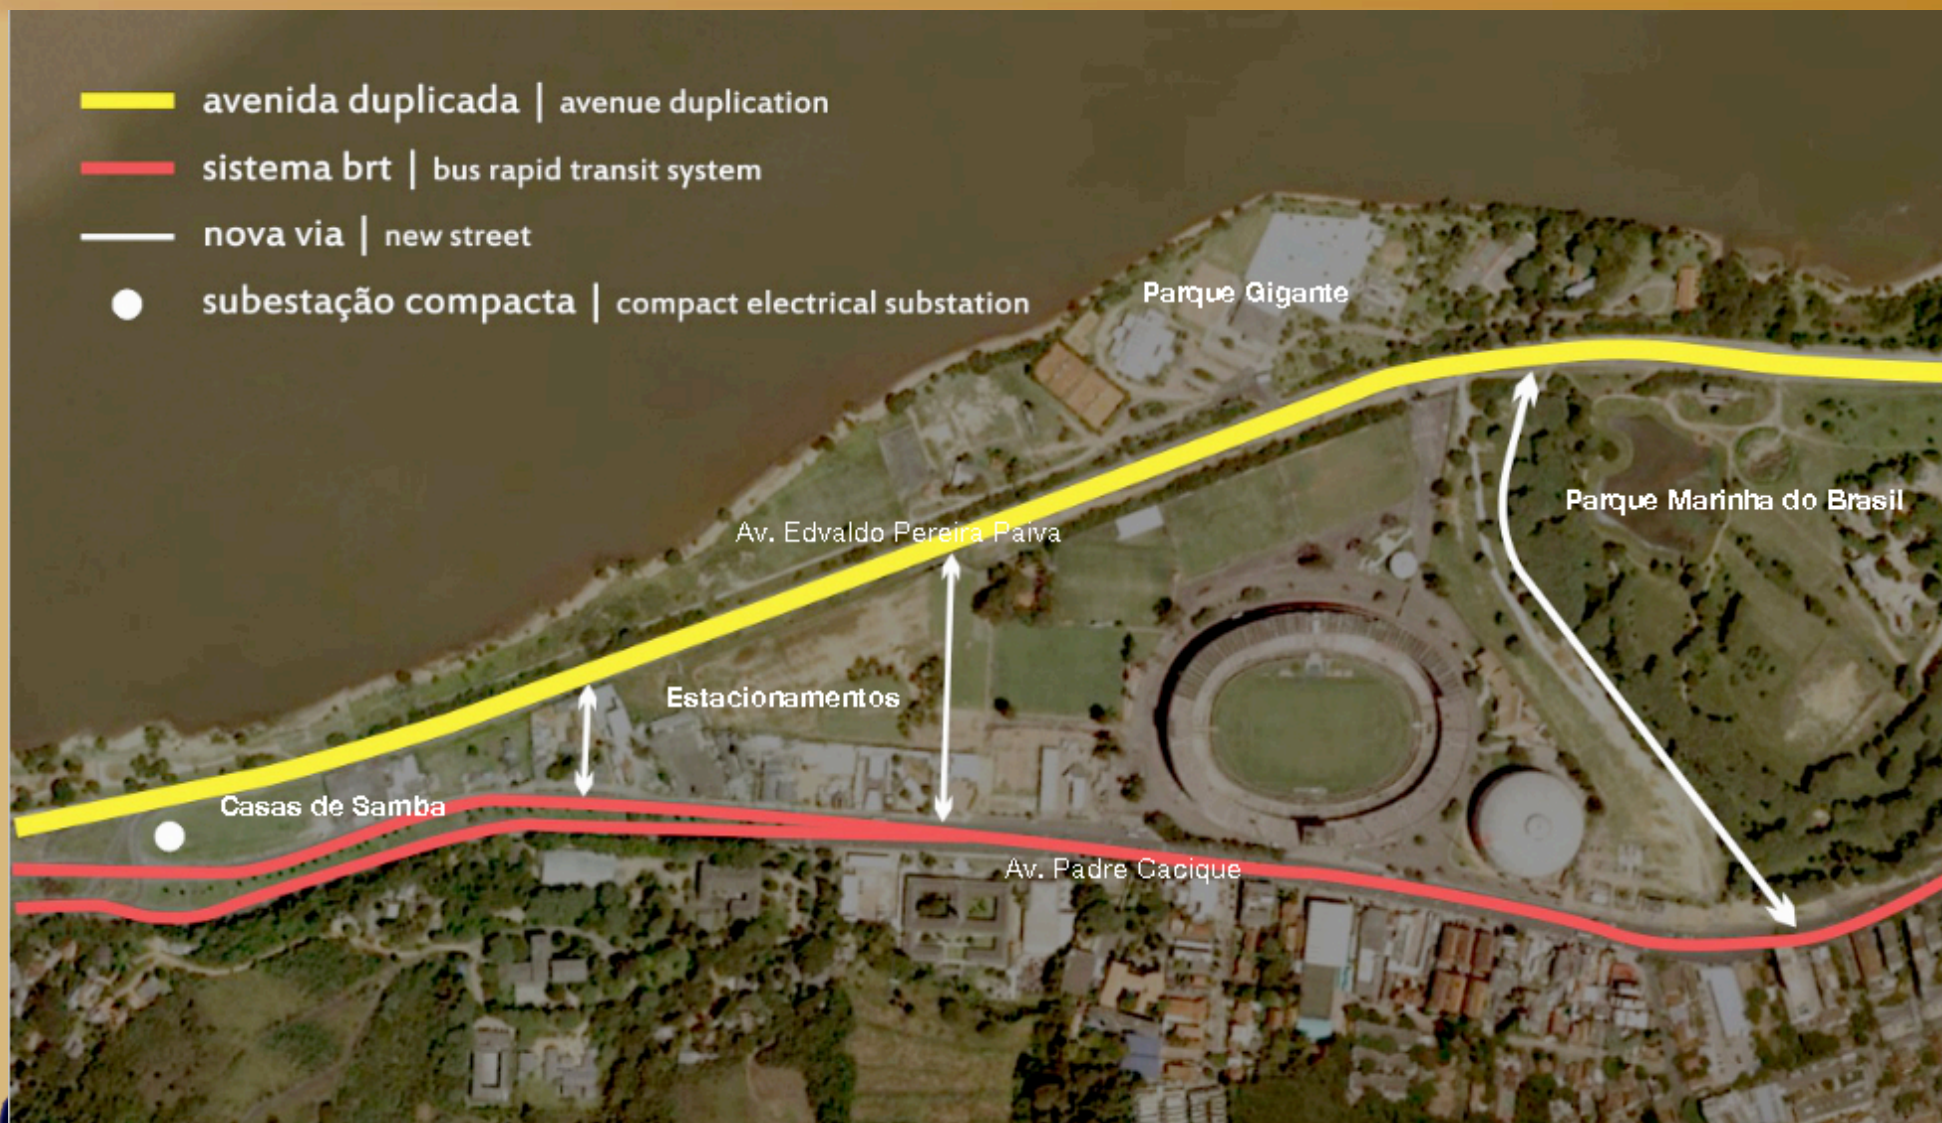 avenida duplicada | avenue duplication
sistema brt | bus rapid transit system
nova via | new street
subestação compacta | compact electrical substation
Parque Gigante
Parque Marinha do Brasil
Av. Edvaldo Pereira Paiva
Estacionamentos
Casas de Samba
Av. Padre Cacique